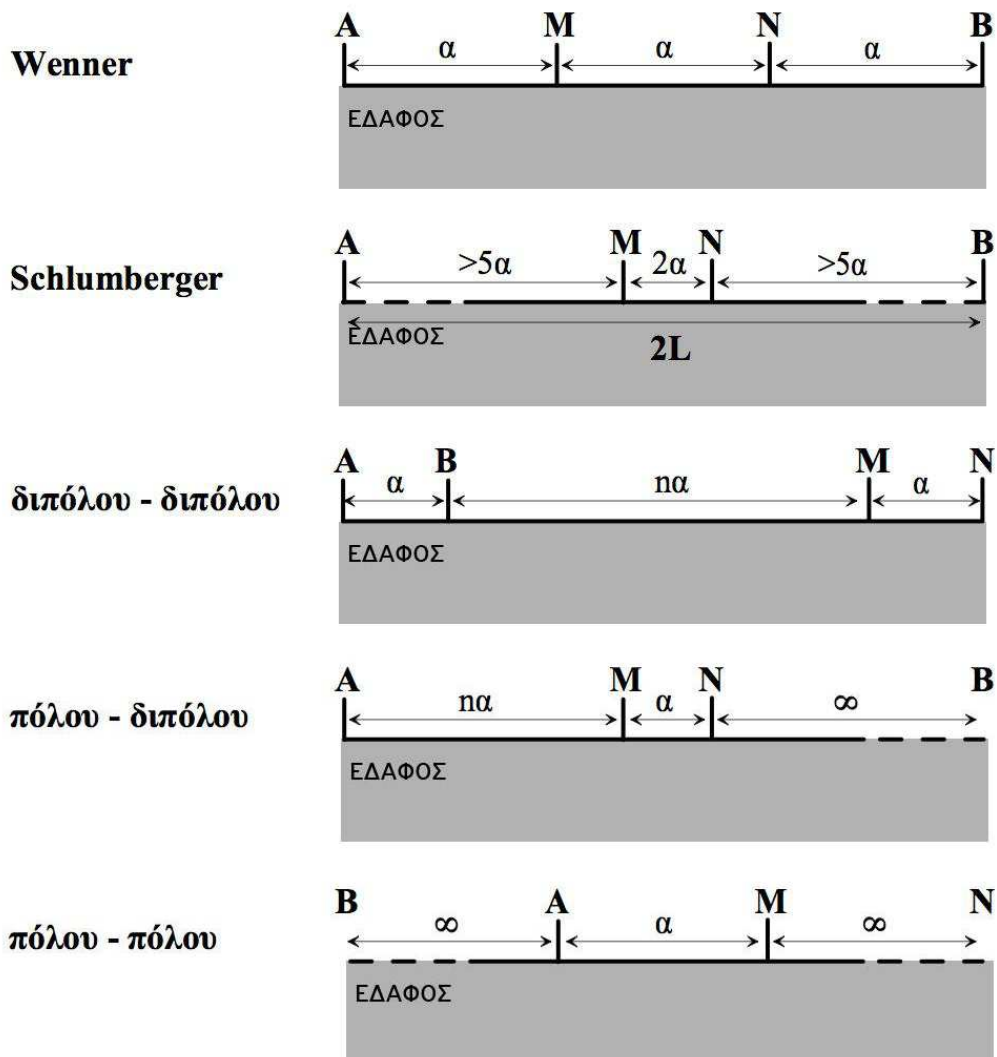 A M N B
Wenner α α α
ΕΔΑΦΟΣ
A M N B
Schlumberger >5α 2α >5α
ΕΔΑΦΟΣ
2L
A B M N
διπόλου - διπόλου α nα α
ΕΔΑΦΟΣ
A M N B
πόλου - διπόλου nα α ∞
ΕΔΑΦΟΣ
B A M N
πόλου - πόλου ∞ α ∞
ΕΔΑΦΟΣ